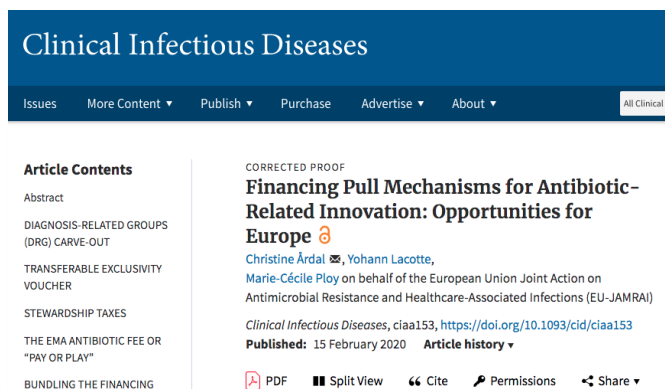 Clinical Infectious Diseases
Issues More Content ▼ Publish ▼ Purchase Advertise ▼ About ▼ All Clinical
Article Contents
Abstract
DIAGNOSIS-RELATED GROUPS
(DRG) CARVE-OUT
TRANSFERABLE EXCLUSIVITY
VOUCHER
STEWARDSHIP TAXES
THE EMA ANTIBIOTIC FEE OR
“PAY OR PLAY”
BUNDLING THE FINANCING
CORRECTED PROOF
Financing Pull Mechanisms for Antibiotic-
Related Innovation: Opportunities for
Europe
Christine Årdal ✉, Yohann Lacotte,
Marie-Cécile Ploy on behalf of the European Union Joint Action on
Antimicrobial Resistance and Healthcare-Associated Infections (EU-JAMRAI)
Clinical Infectious Diseases, ciaa153, https://doi.org/10.1093/cid/ciaa153
Published: 15 February 2020 Article history ▼
PDF Split View Cite Permissions Share ▼